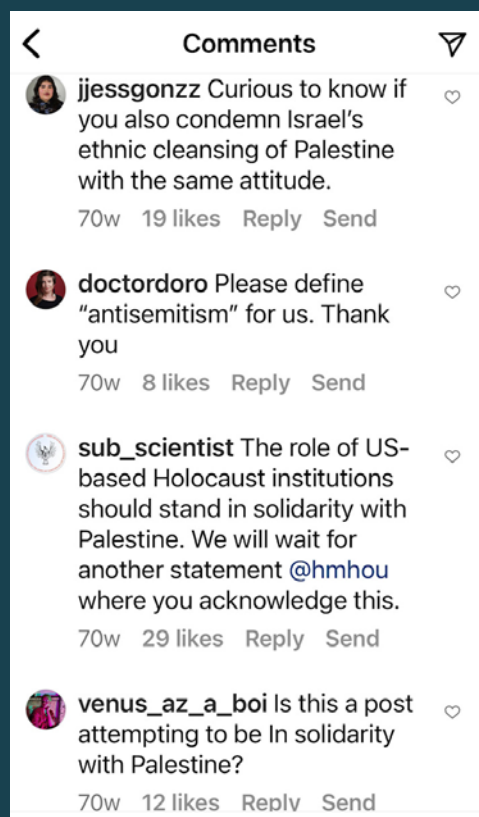 Comments
jjessgonzz Curious to know if
you also condemn Israel's
ethnic cleansing of Palestine
with the same attitude.
70w 19 likes Reply Send
doctordoro Please define
“antisemitism” for us. Thank
you
70w 8 likes Reply Send
sub_scientist The role of US-
based Holocaust institutions
should stand in solidarity with
Palestine. We will wait for
another statement @hmhou
where you acknowledge this.
70w 29 likes Reply Send
venus_az_a_boi Is this a post
attempting to be In solidarity
with Palestine?
70w 12 likes Reply Send